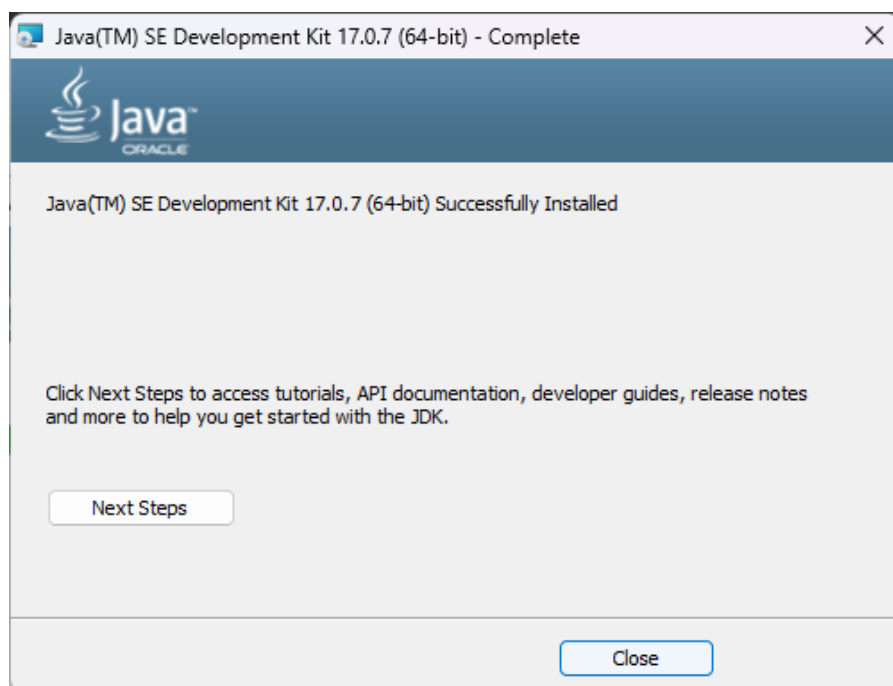 Java(TM) SE Development Kit 17.0.7 (64-bit) - Complete
Java™
ORACLE
Java(TM) SE Development Kit 17.0.7 (64-bit) Successfully Installed
Click Next Steps to access tutorials, API documentation, developer guides, release notes
and more to help you get started with the JDK.
Next Steps
Close